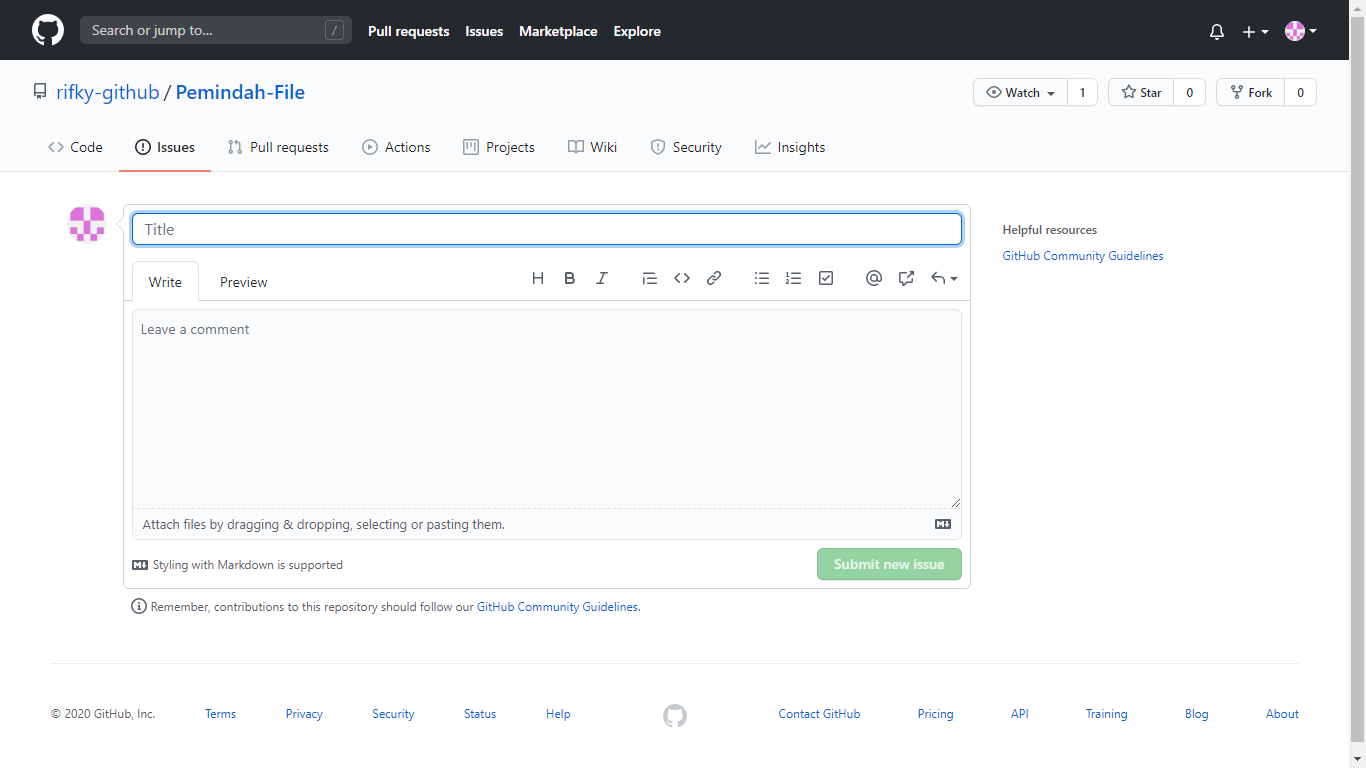 Search or jump to... / Pull requests Issues Marketplace Explore
rifky-github / Pemindah-File Watch 1 Star 0 Fork 0
Code Issues Pull requests Actions Projects Wiki Security Insights
Title
Helpful resources
GitHub Community Guidelines
Write Preview
Leave a comment
Attach files by dragging & dropping, selecting or pasting them.
Styling with Markdown is supported Submit new issue
Remember, contributions to this repository should follow our GitHub Community Guidelines.
© 2020 GitHub, Inc. Terms Privacy Security Status Help Contact GitHub Pricing API Training Blog About